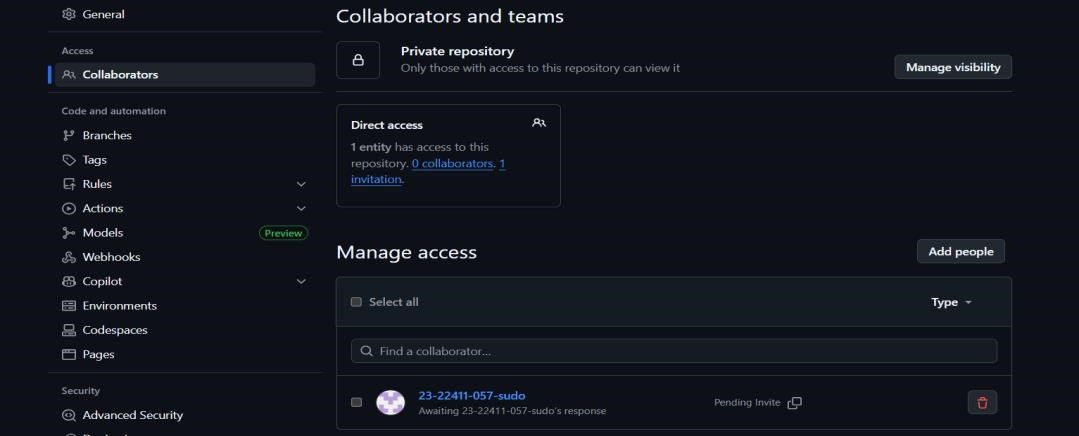 General
Access
Collaborators
Code and automation
Branches
Tags
Rules
Actions
Models
Preview
Webhooks
Copilot
Environments
Codespaces
Pages
Security
Advanced Security
Collaborators and teams
Private repository
Only those with access to this repository can view it
Manage visibility
Direct access
1 entity has access to this
repository. 0 collaborators. 1
invitation.
Manage access
Add people
Select all
Type
Find a collaborator...
23-22411-057-sudo
Awaiting 23-22411-057-sudo's response
Pending Invite